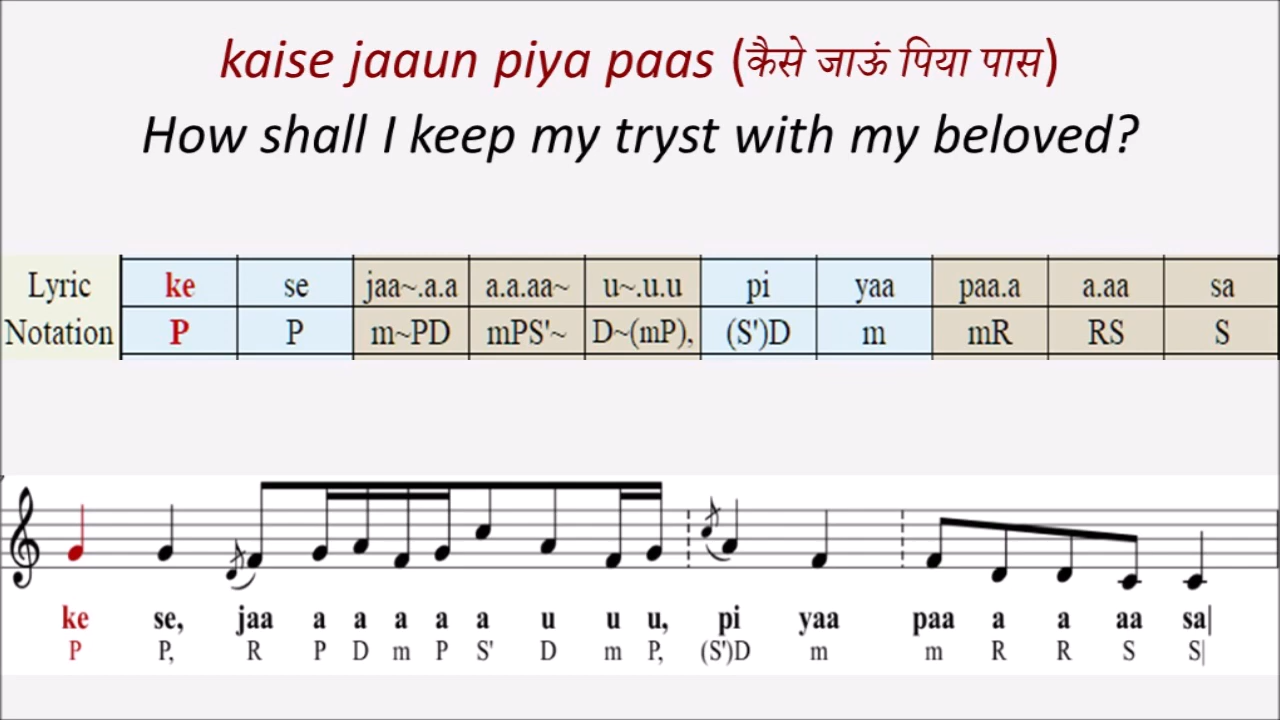 kaise jaaun piya paas (कैसे जाऊं पिया पास)
How shall I keep my tryst with my beloved?
Lyric ke se jaa~.a.a a.a.aa~ u~.u.u pi yaa paa.a a.aa sa
Notation P P m~PD mPS'~ D~(mP), (S')D m mR RS S
ke se, jaa a a a a a u u u, pi yaa paa a a aa sa|
P P, R P D m P S' D m P, (S')D m m R R S S|